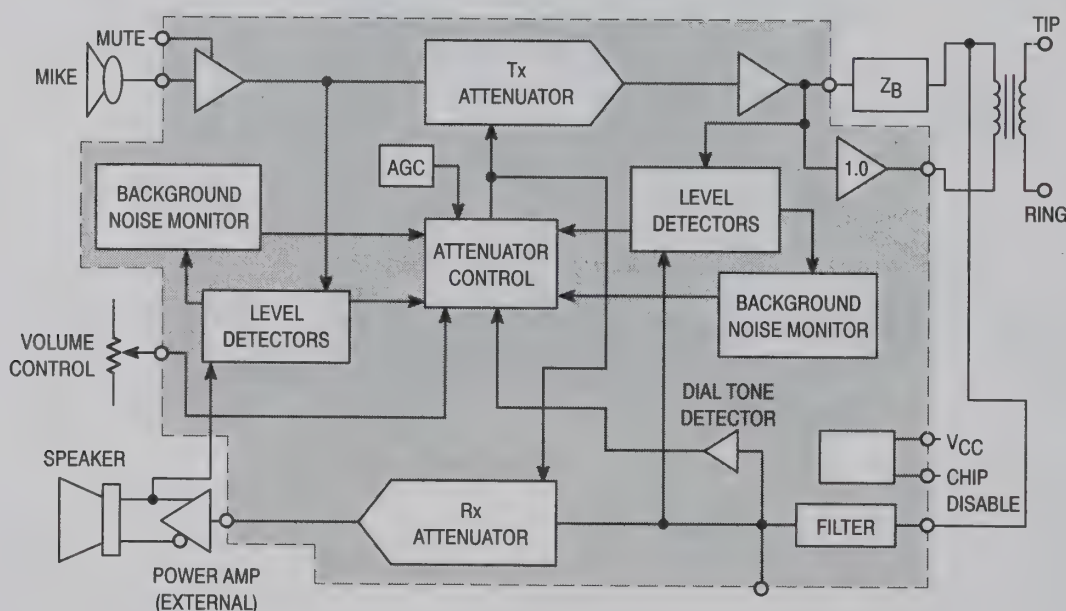 MUTE
MIKE
Tx
ATTENUATOR
ZB
TIP
RING
AGC
1.0
BACKGROUND
NOISE MONITOR
ATTENUATOR
CONTROL
LEVEL
DETECTORS
LEVEL
DETECTORS
BACKGROUND
NOISE MONITOR
VOLUME
CONTROL
DIAL TONE
DETECTOR
VCC
CHIP
DISABLE
SPEAKER
Rx
ATTENUATOR
FILTER
POWER AMP
(EXTERNAL)